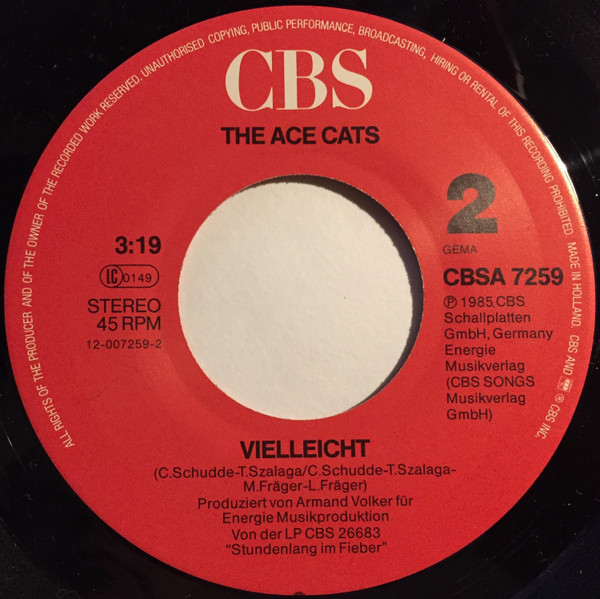 ALL RIGHTS OF THE PRODUCER AND OF THE OWNER OF THE RECORDED WORK RESERVED. UNAUTHORISED COPYING, PUBLIC PERFORMANCE, BROADCASTING, HIRING OR RENTAL OF THIS RECORDING PROHIBITED. MADE IN HOLLAND. CBS AND ® CBS INC.
CBS
THE ACE CATS
2
GEMA
3:19
LC 0149
STEREO
45 RPM
12-007259-2
CBSA 7259
Ⓟ 1985 CBS
Schallplatten
GmbH, Germany
Energie
Musikverlag
(CBS SONGS
Musikverlag
GmbH)
VIELLEICHT
(C.Schudde-T.Szalaga/C.Schudde-T.Szalaga-
M.Fräger-L.Fräger)
Produziert von Armand Volker für
Energie Musikproduktion
Von der LP CBS 26683
"Stundenlang im Fieber"